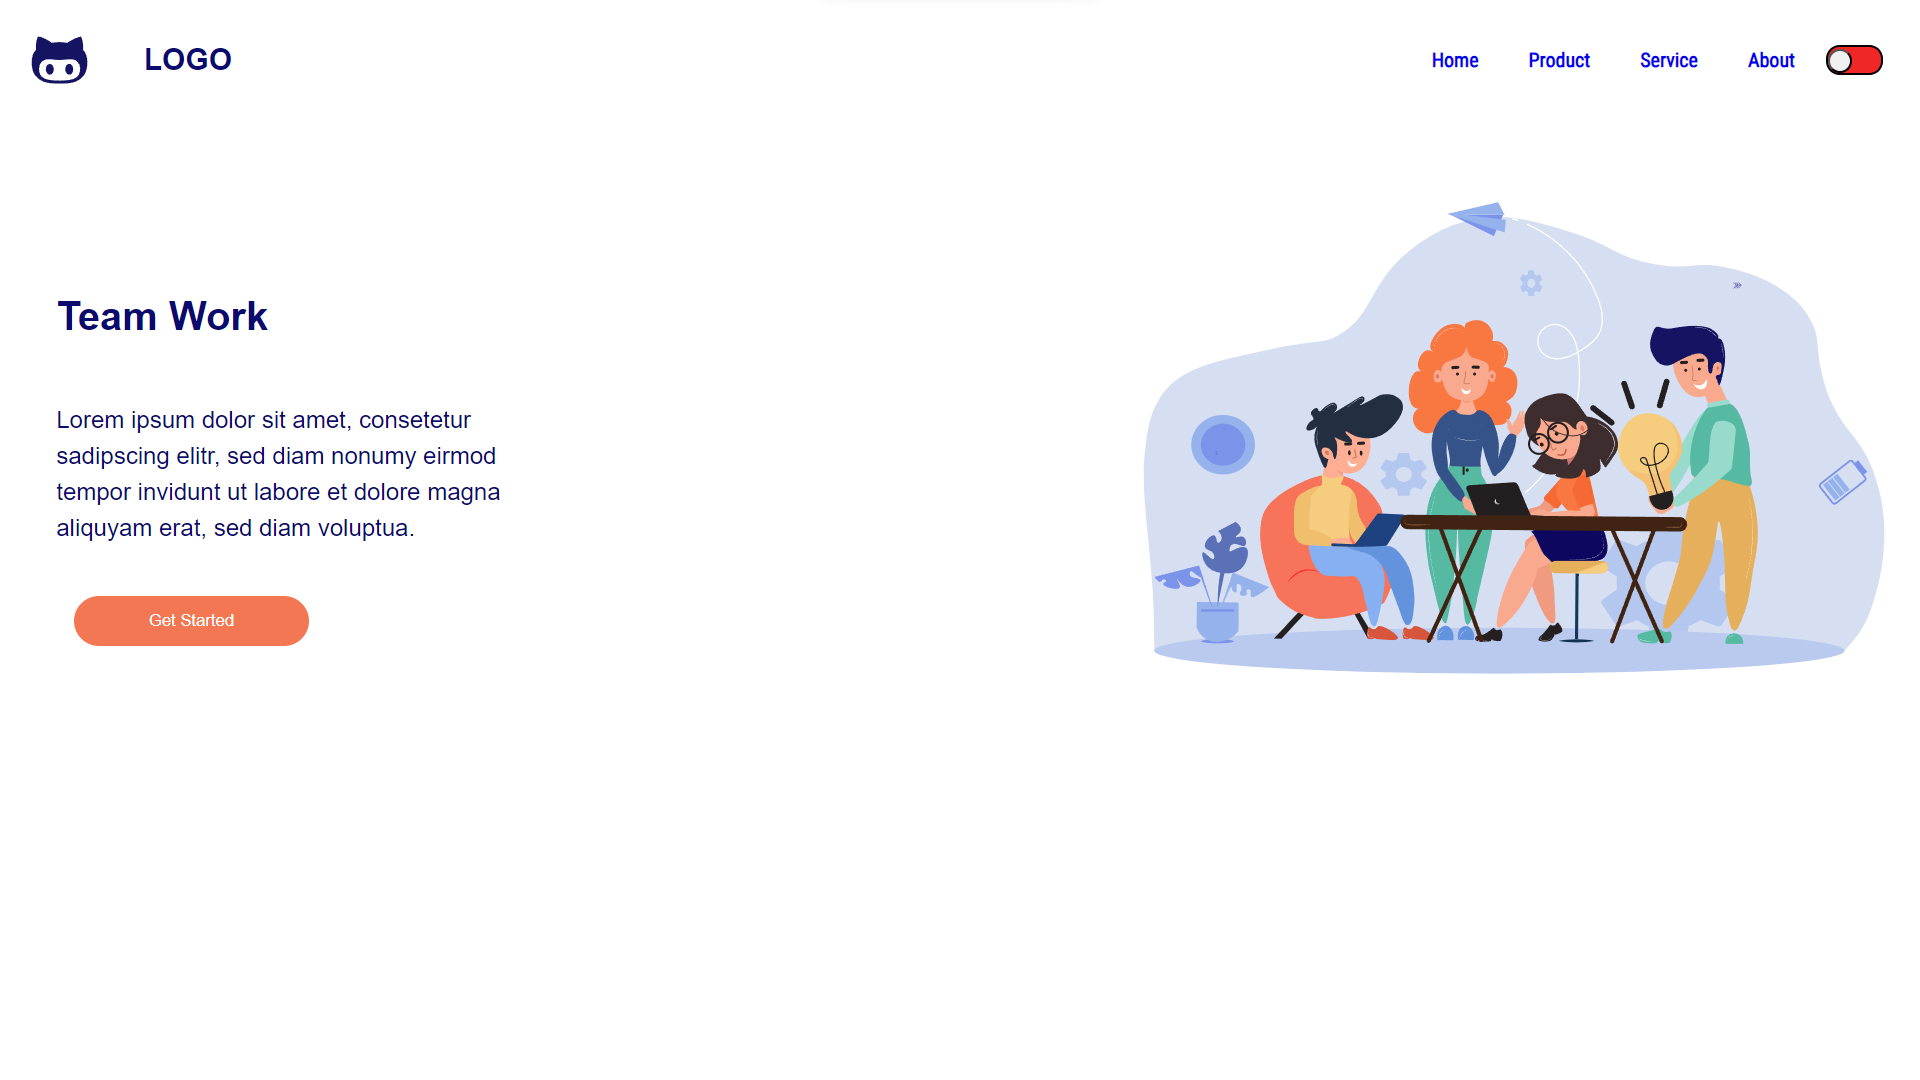 LOGO
Home Product Service About
Team Work
Lorem ipsum dolor sit amet, consetetur
sadipscing elitr, sed diam nonumy eirmod
tempor invidunt ut labore et dolore magna
aliquyam erat, sed diam voluptua.
Get Started